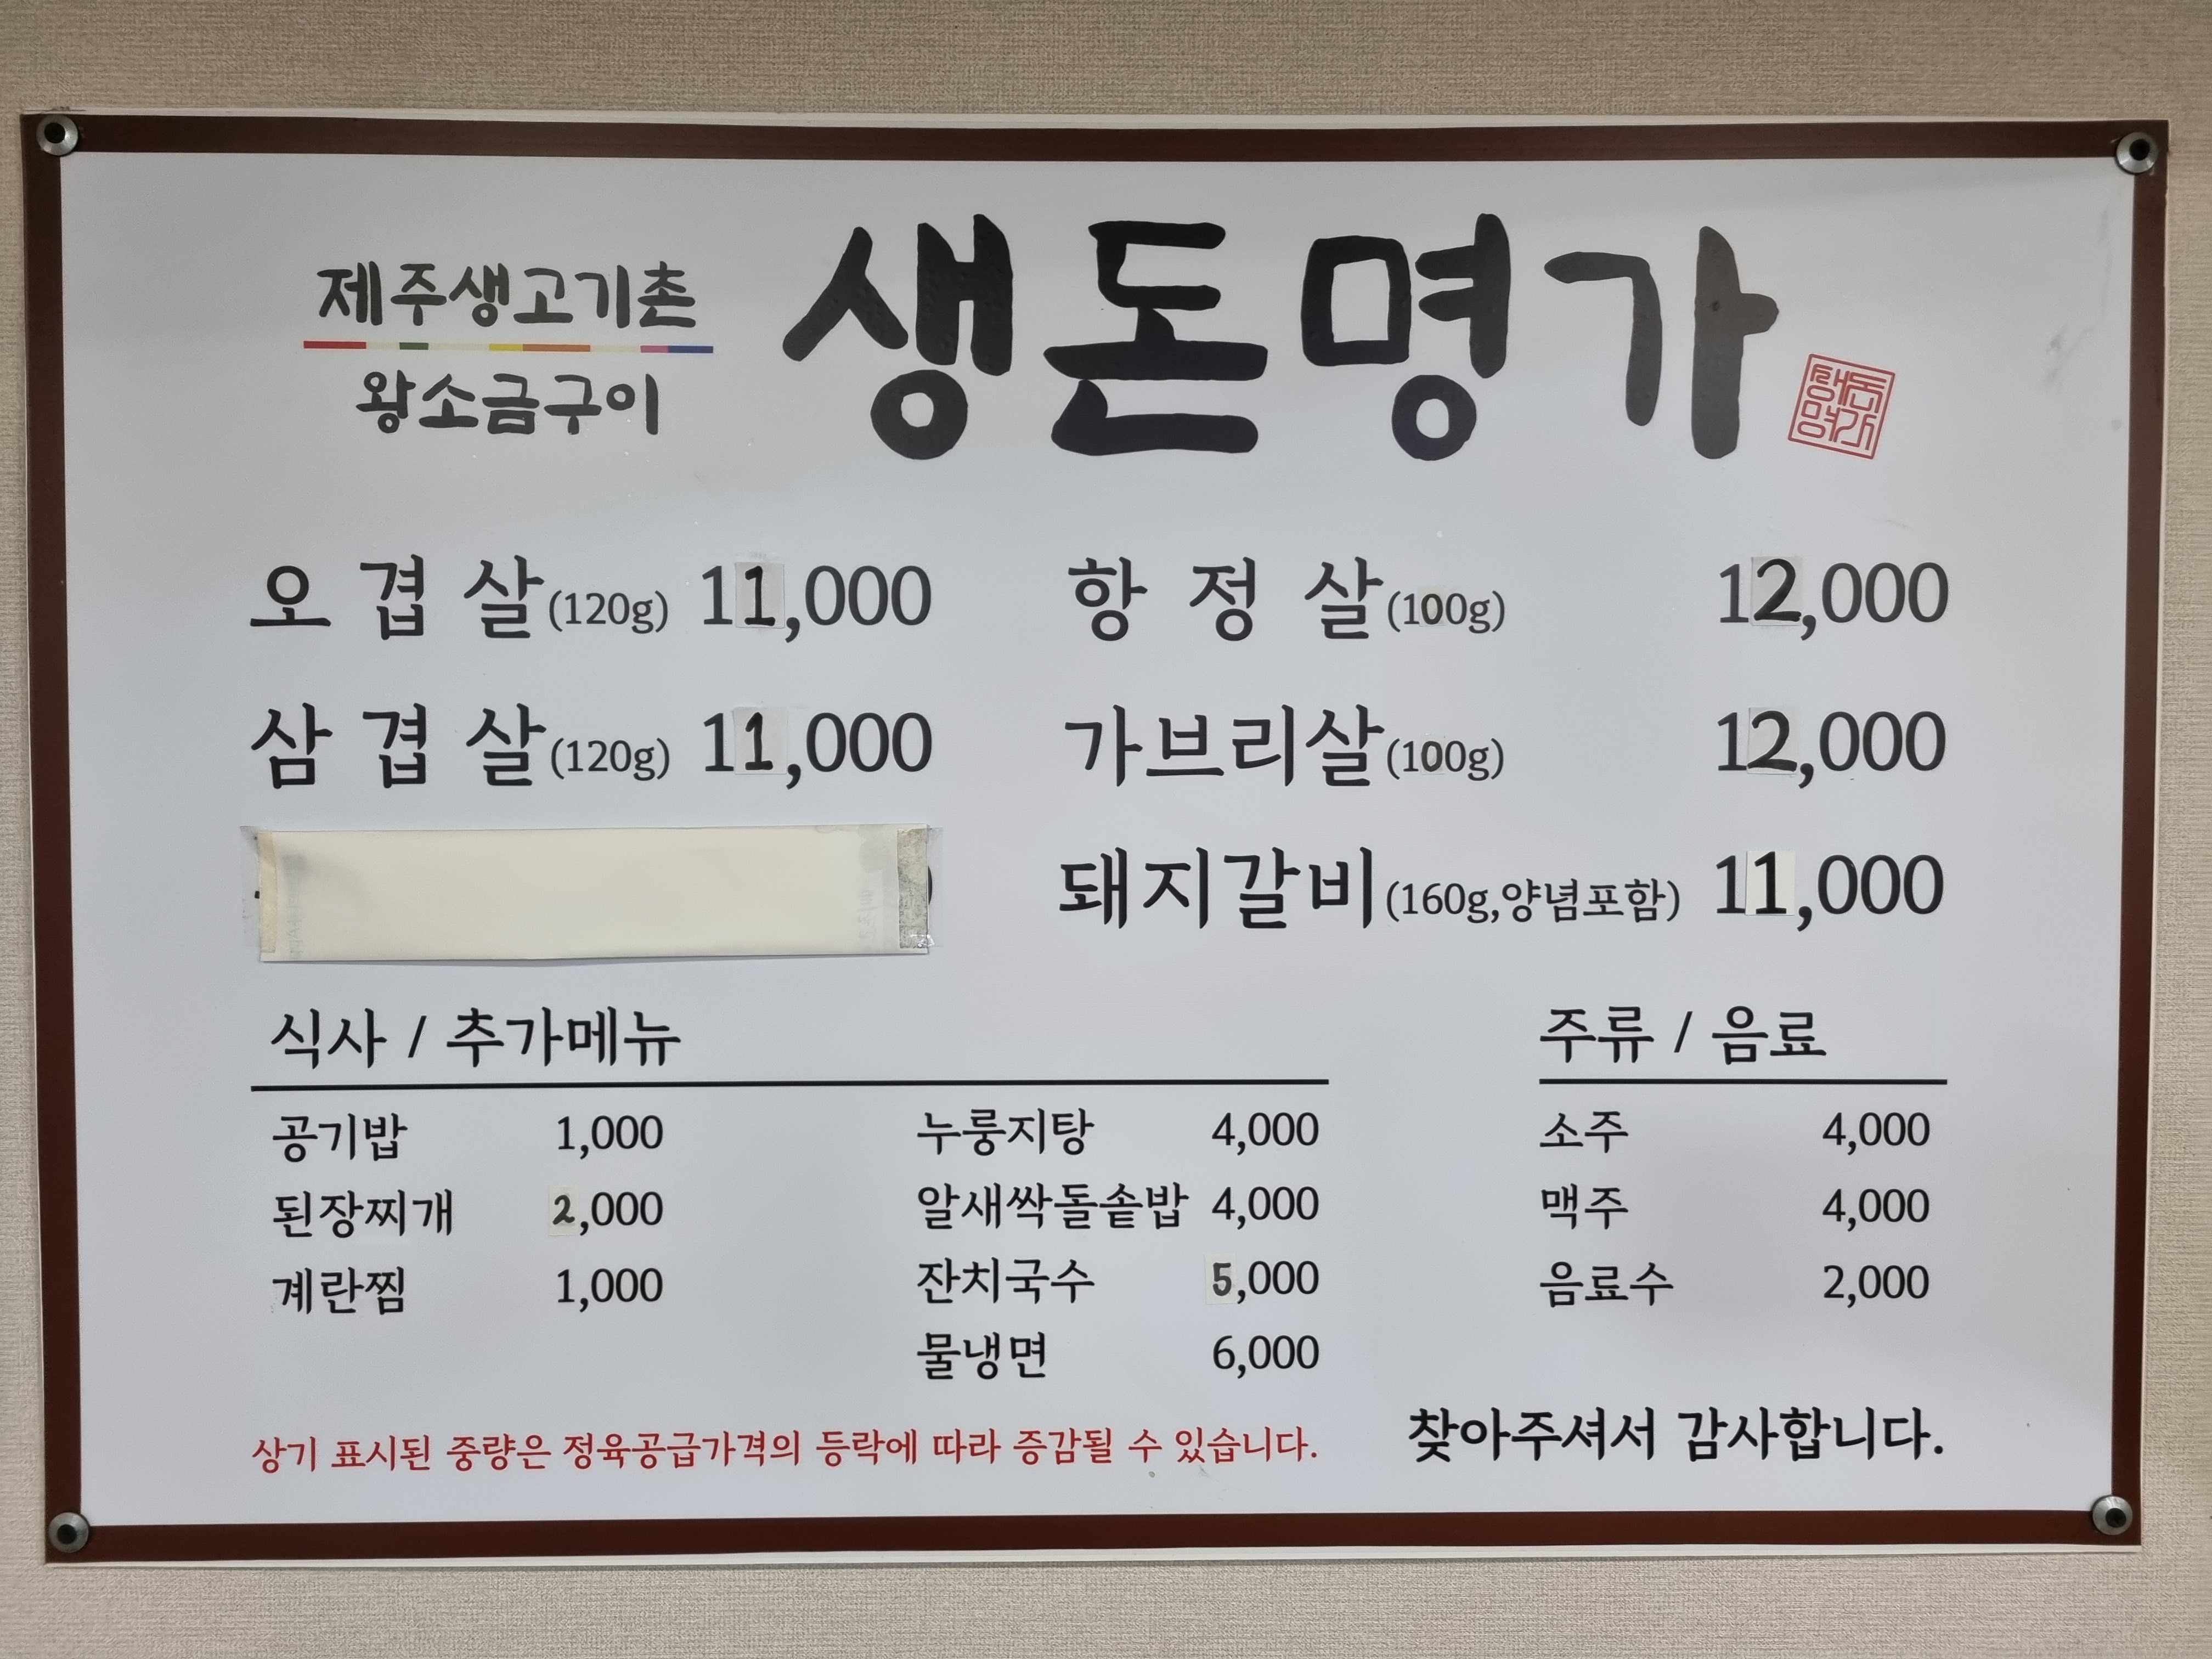 제주생고기촌
왕소금구이
생돈명가
생돈명가
오겹살(120g) 11,000
삼겹살(120g) 11,000
항정살(100g) 12,000
가브리살(100g) 12,000
돼지갈비(160g,양념포함) 11,000
식사 / 추가메뉴
공기밥 1,000
된장찌개 2,000
계란찜 1,000
누룽지탕 4,000
알새싹돌솥밥 4,000
잔치국수 5,000
물냉면 6,000
주류 / 음료
소주 4,000
맥주 4,000
음료수 2,000
상기 표시된 중량은 정육공급가격의 등락에 따라 증감될 수 있습니다.
찾아주셔서 감사합니다.